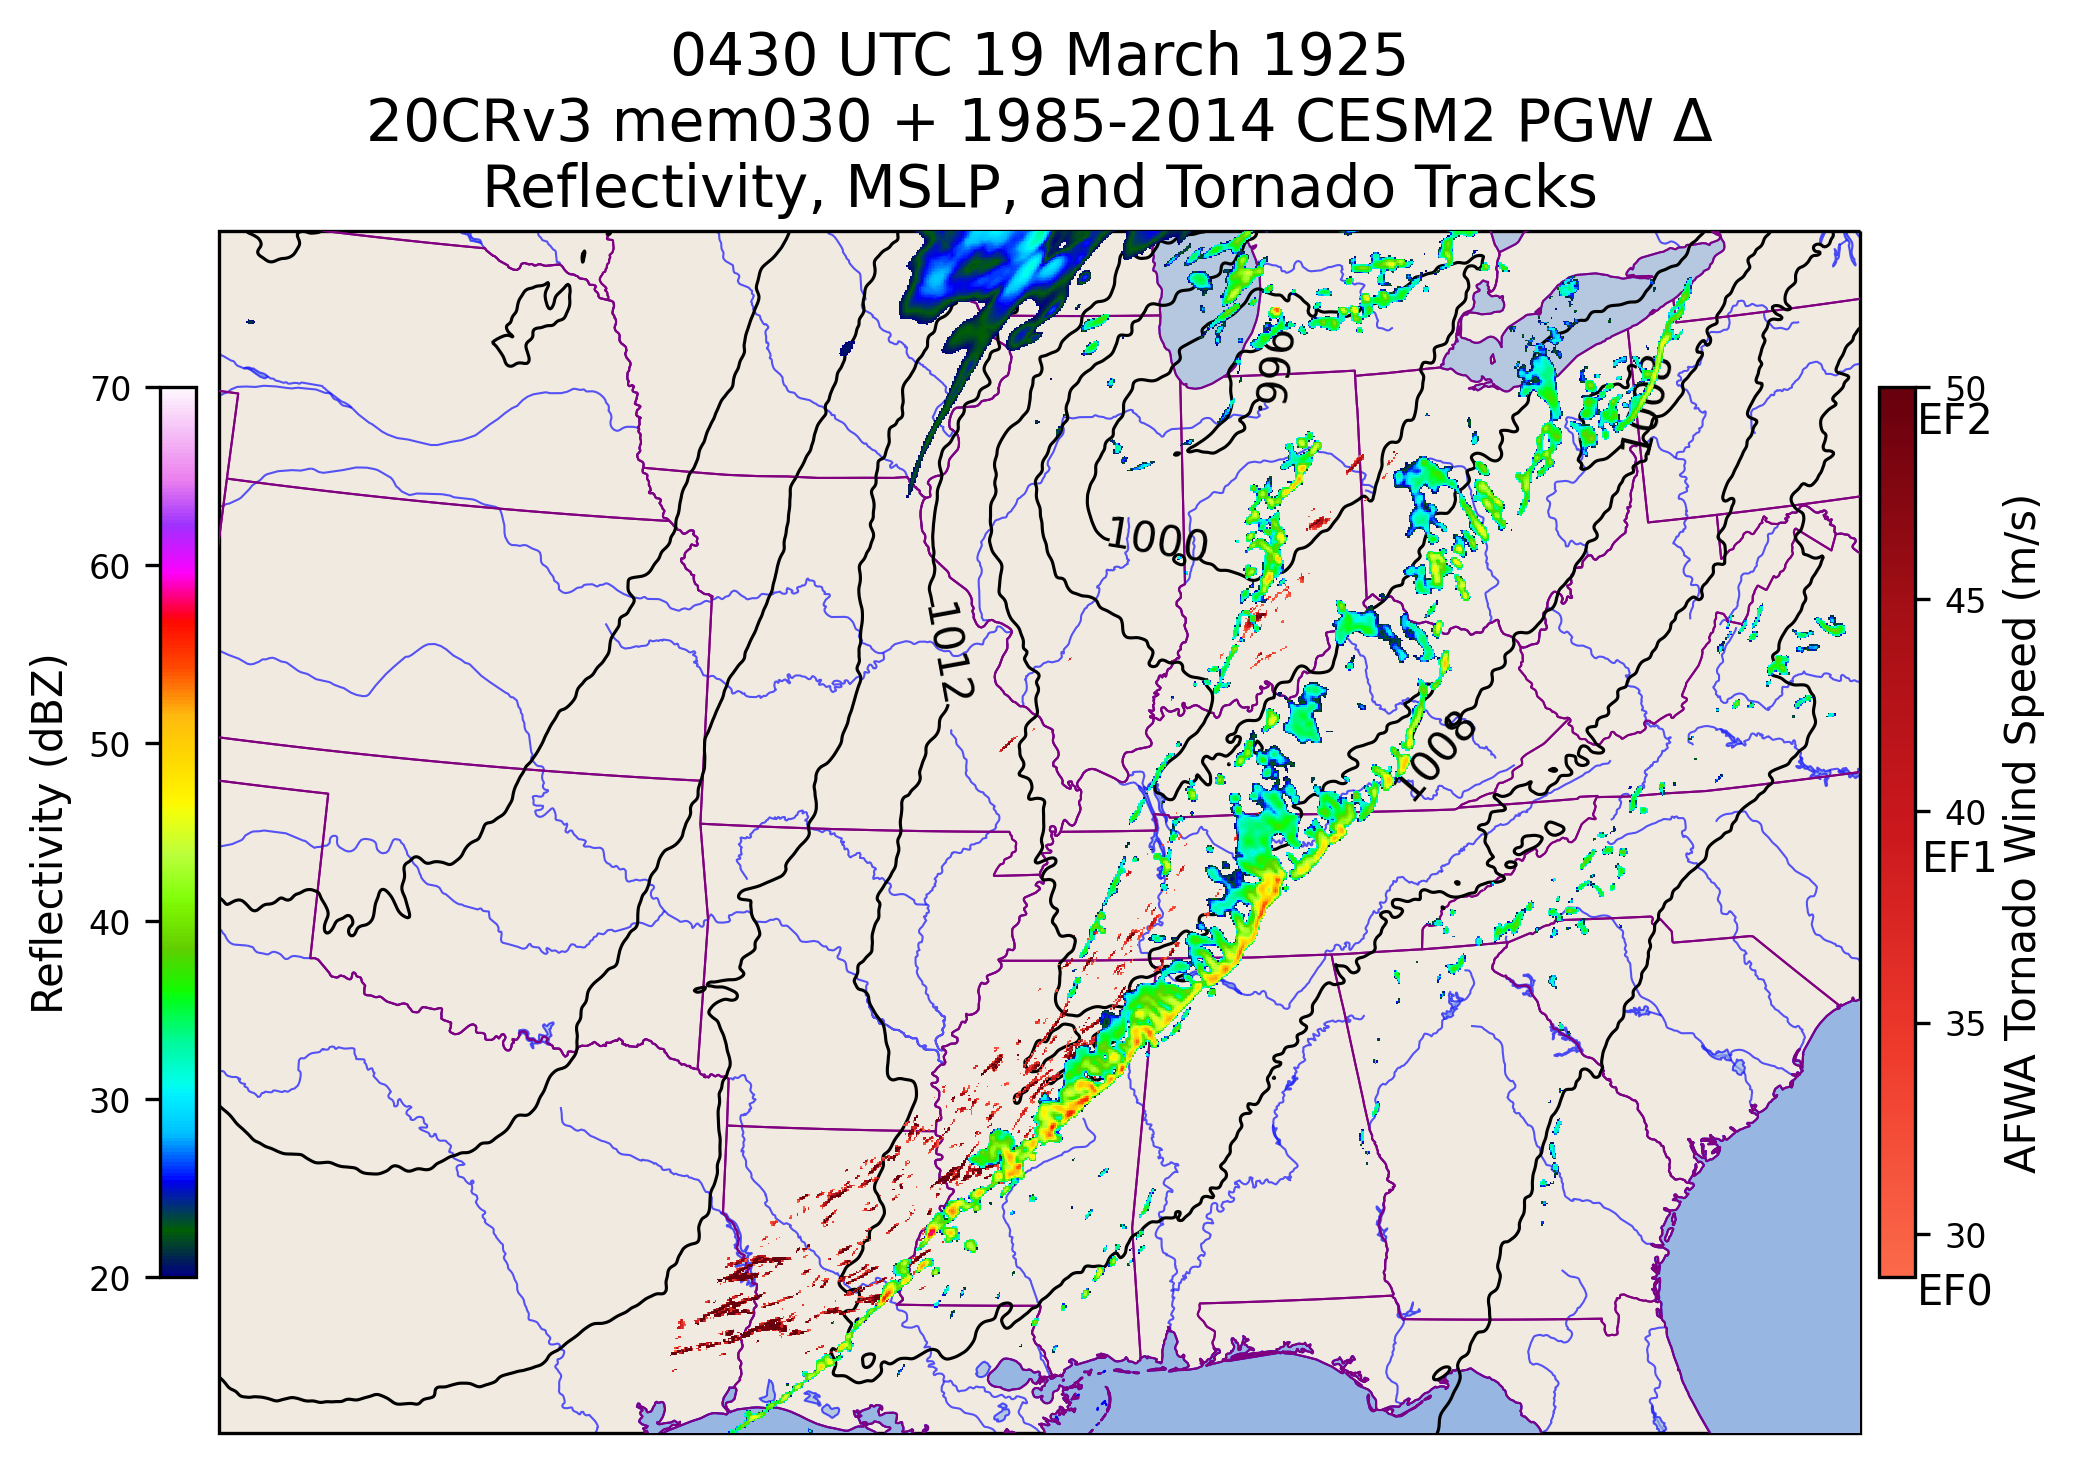 0430 UTC 19 March 1925
20CRv3 mem030 + 1985-2014 CESM2 PGW Δ
Reflectivity, MSLP, and Tornado Tracks
Reflectivity (dBZ)
70
60
50
40
30
20
996
1008
1000
1012
1008
50
EF2
45
40
EF1
35
30
EF0
AFWA Tornado Wind Speed (m/s)